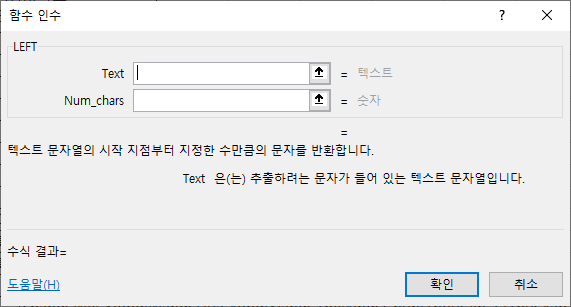 함수 인수
? ×
LEFT
Text = 텍스트
Num_chars = 숫자
=
텍스트 문자열의 시작 지점부터 지정한 수만큼의 문자를 반환합니다.
Text 은(는) 추출하려는 문자가 들어 있는 텍스트 문자열입니다.
수식 결과=
도움말(H)
확인
취소